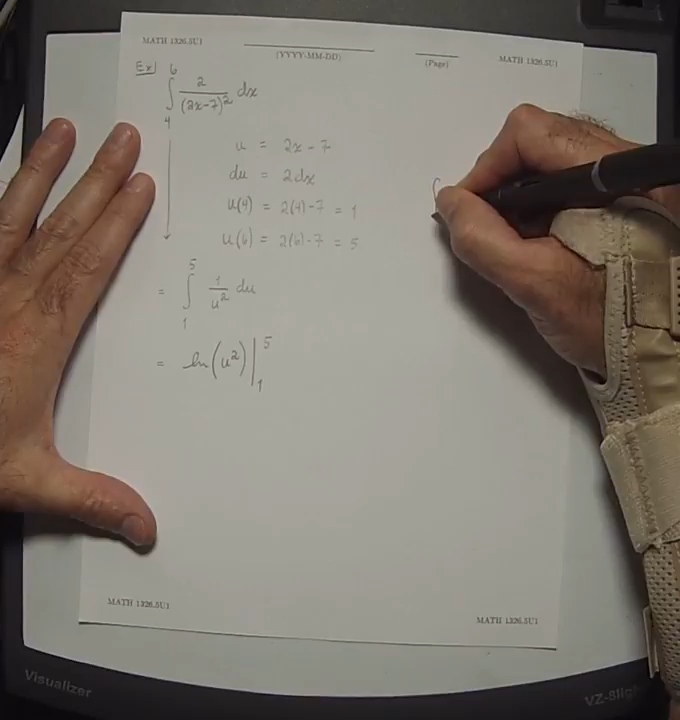 MATH 1326.5U1 (YYYY-MM-DD) (Page) MATH 1326.5U1
Ex)
∫₄⁶ 2/(2x-7)² dx
u = 2x - 7
du = 2dx
u(4) = 2(4)-7 = 1
u(6) = 2(6)-7 = 5
= ∫₁⁵ 1/u² du
= ln(u²)|₁⁵
MATH 1326.5U1 MATH 1326.5U1
Visualizer